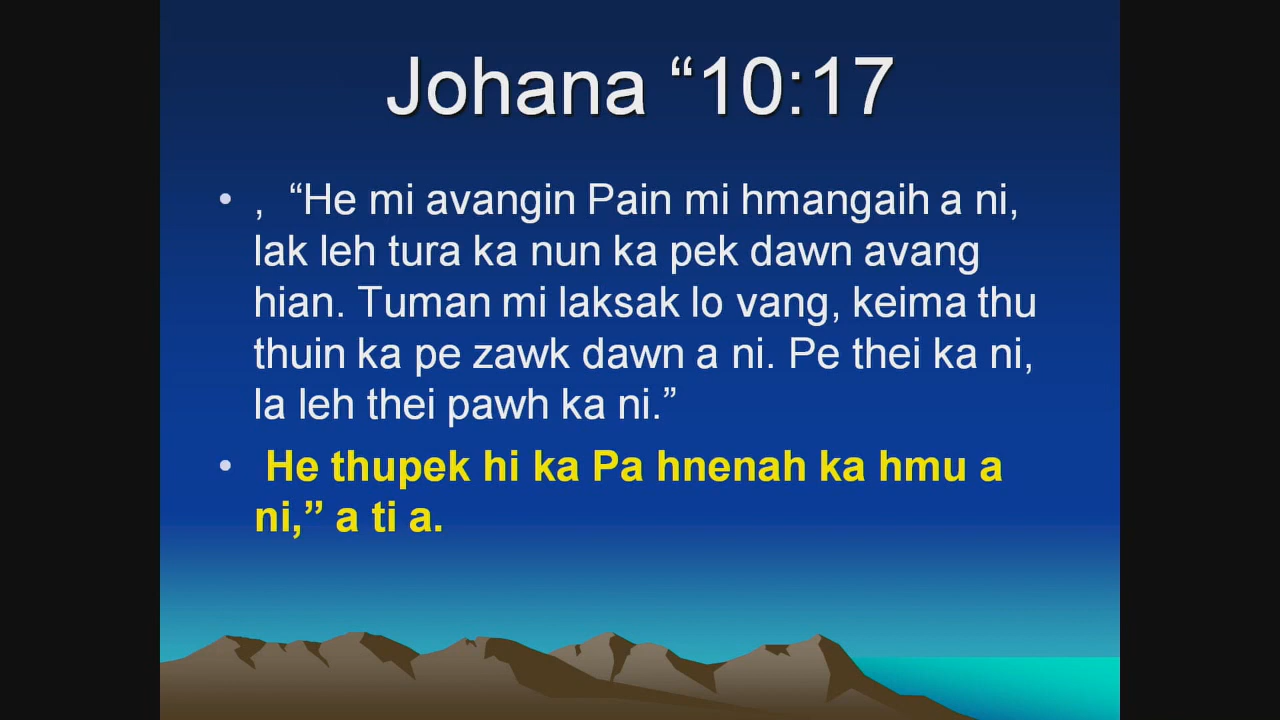 Johana “10:17
• , “He mi avangin Pain mi hmangaih a ni,
lak leh tura ka nun ka pek dawn avang
hian. Tuman mi laksak lo vang, keima thu
thuin ka pe zawk dawn a ni. Pe thei ka ni,
la leh thei pawh ka ni.”
• He thupek hi ka Pa hnenah ka hmu a
ni,” a ti a.